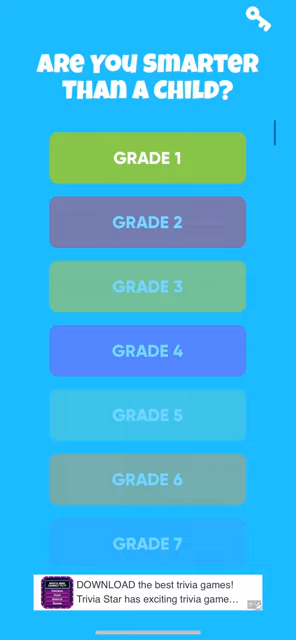 Are You Smarter
Than a Child?
GRADE 1
GRADE 2
GRADE 3
GRADE 4
GRADE 5
GRADE 6
GRADE 7
DOWNLOAD the best trivia games!
Trivia Star has exciting trivia game...